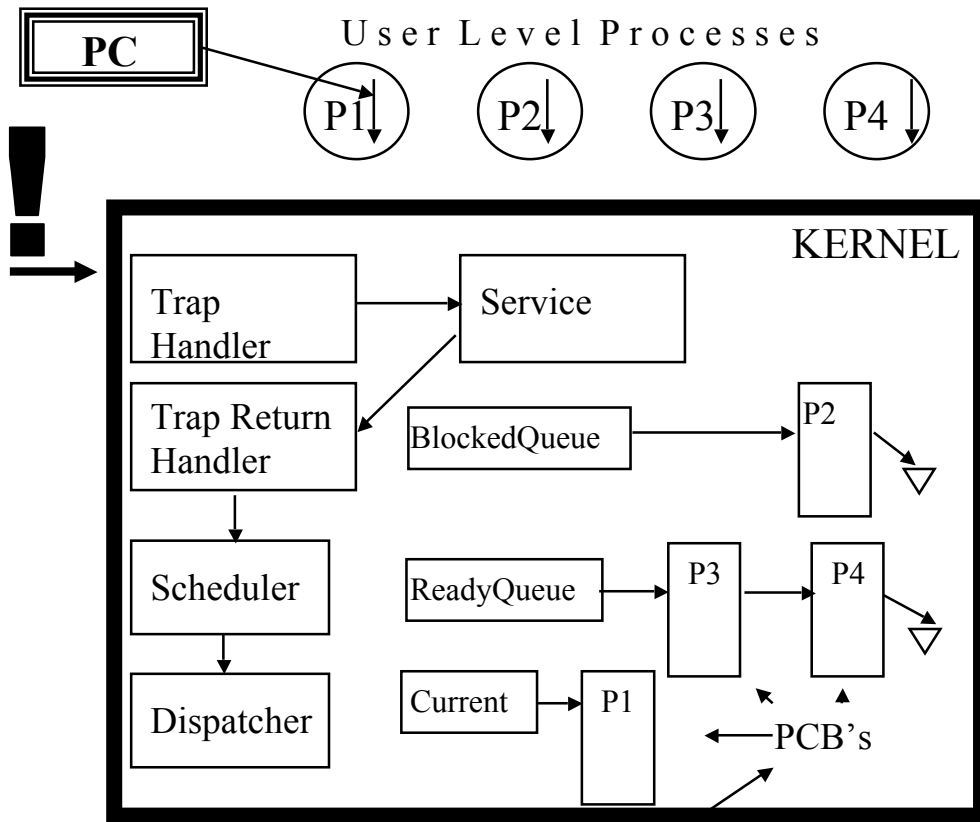 PC
User Level Processes
P1
P2
P3
P4
!
KERNEL
Trap
Handler
Service
Trap Return
Handler
BlockedQueue
P2
Scheduler
ReadyQueue
P3
P4
Dispatcher
Current
P1
PCB's